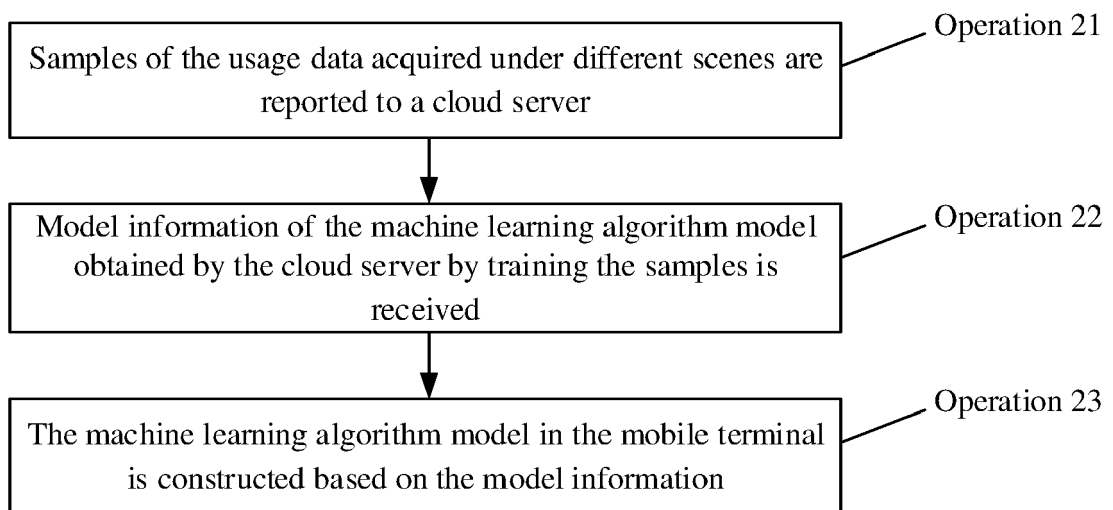 Operation 21
Samples of the usage data acquired under different scenes are
reported to a cloud server
Operation 22
Model information of the machine learning algorithm model
obtained by the cloud server by training the samples is
received
Operation 23
The machine learning algorithm model in the mobile terminal
is constructed based on the model information